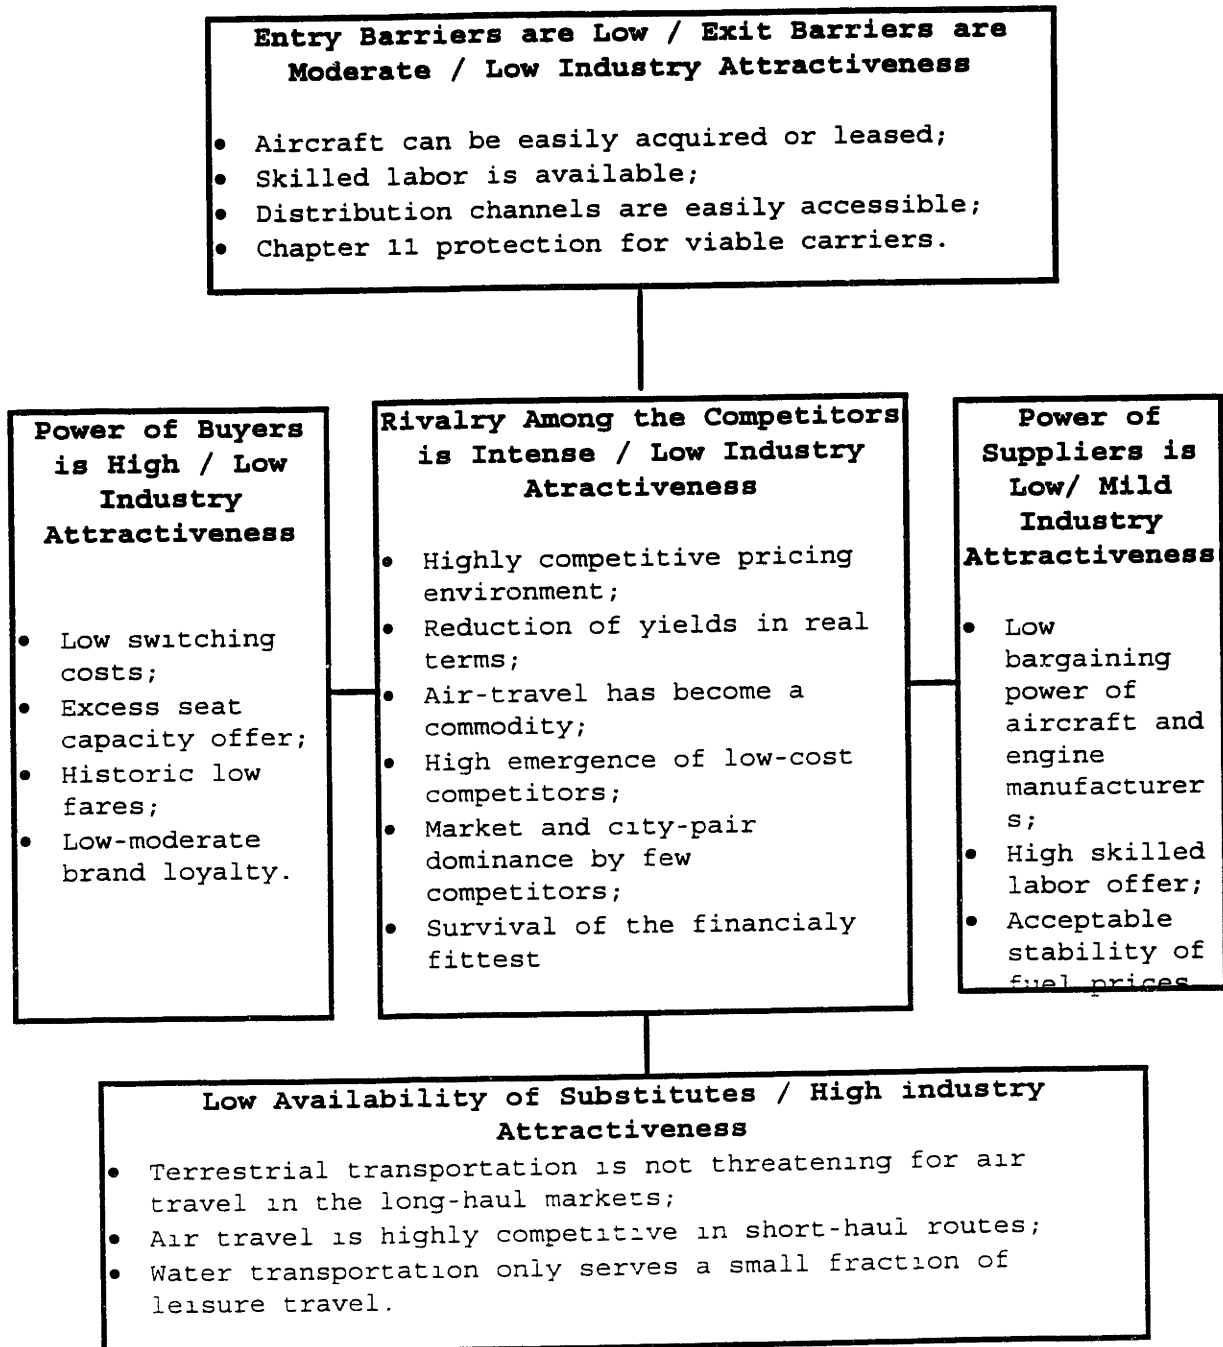 Entry Barriers are Low / Exit Barriers are
Moderate / Low Industry Attractiveness
• Aircraft can be easily acquired or leased;
• Skilled labor is available;
• Distribution channels are easily accessible;
• Chapter 11 protection for viable carriers.
Power of Buyers
is High / Low
Industry
Attractiveness
• Low switching
costs;
• Excess seat
capacity offer;
• Historic low
fares;
• Low-moderate
brand loyalty.
Rivalry Among the Competitors
is Intense / Low Industry
Atractiveness
• Highly competitive pricing
environment;
• Reduction of yields in real
terms;
• Air-travel has become a
commodity;
• High emergence of low-cost
competitors;
• Market and city-pair
dominance by few
competitors;
• Survival of the financialy
fittest
Power of
Suppliers is
Low/ Mild
Industry
Attractiveness
• Low
bargaining
power of
aircraft and
engine
manufacturer
s;
• High skilled
labor offer;
• Acceptable
stability of
fuel prices
Low Availability of Substitutes / High industry
Attractiveness
• Terrestrial transportation is not threatening for air
travel in the long-haul markets;
• Air travel is highly competitive in short-haul routes;
• Water transportation only serves a small fraction of
leisure travel.